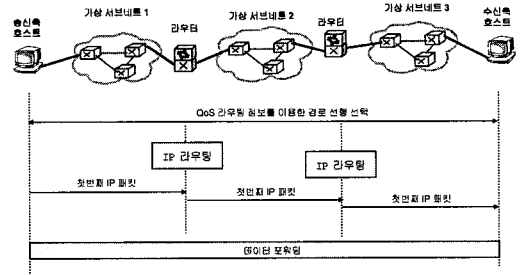 송신측
호스트
가상 서브네트 1
라우터
가상 서브네트 2
라우터
가상 서브네트 3
수신측
호스트
QoS 라우팅 정보를 이용한 경로 선행 선택
IP 라우팅
IP 라우팅
첫번째 IP 패킷
첫번째 IP 패킷
첫번째 IP 패킷
데이터 포워딩